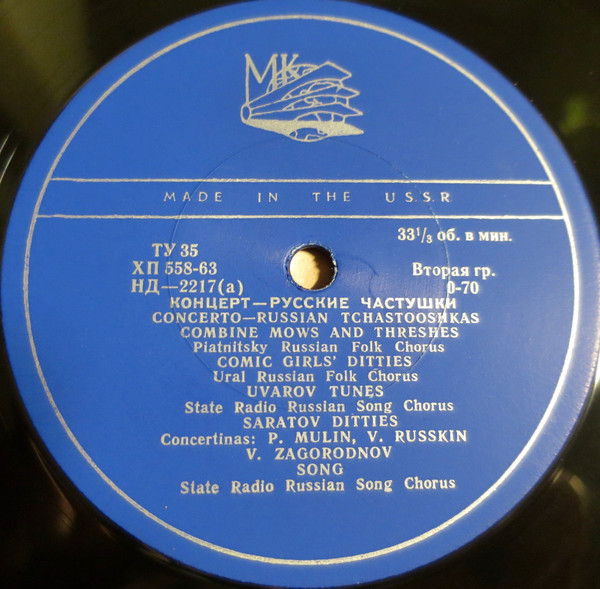 МК
MADE IN THE U.S.S.R.
33⅓ об. в мин.
ТУ 35
ХП 558-63
Вторая гр.
НД—2217(а)
0-70
КОНЦЕРТ—РУССКИЕ ЧАСТУШКИ
CONCERTO—RUSSIAN TCHASTOOSHKAS
COMBINE MOWS AND THRESHES
Piatnitsky Russian Folk Chorus
COMIC GIRLS' DITTIES
Ural Russian Folk Chorus
UVAROV TUNES
State Radio Russian Song Chorus
SARATOV DITTIES
Concertinas: P. MULIN, V. RUSSKIN
V. ZAGORODNOV
SONG
State Radio Russian Song Chorus